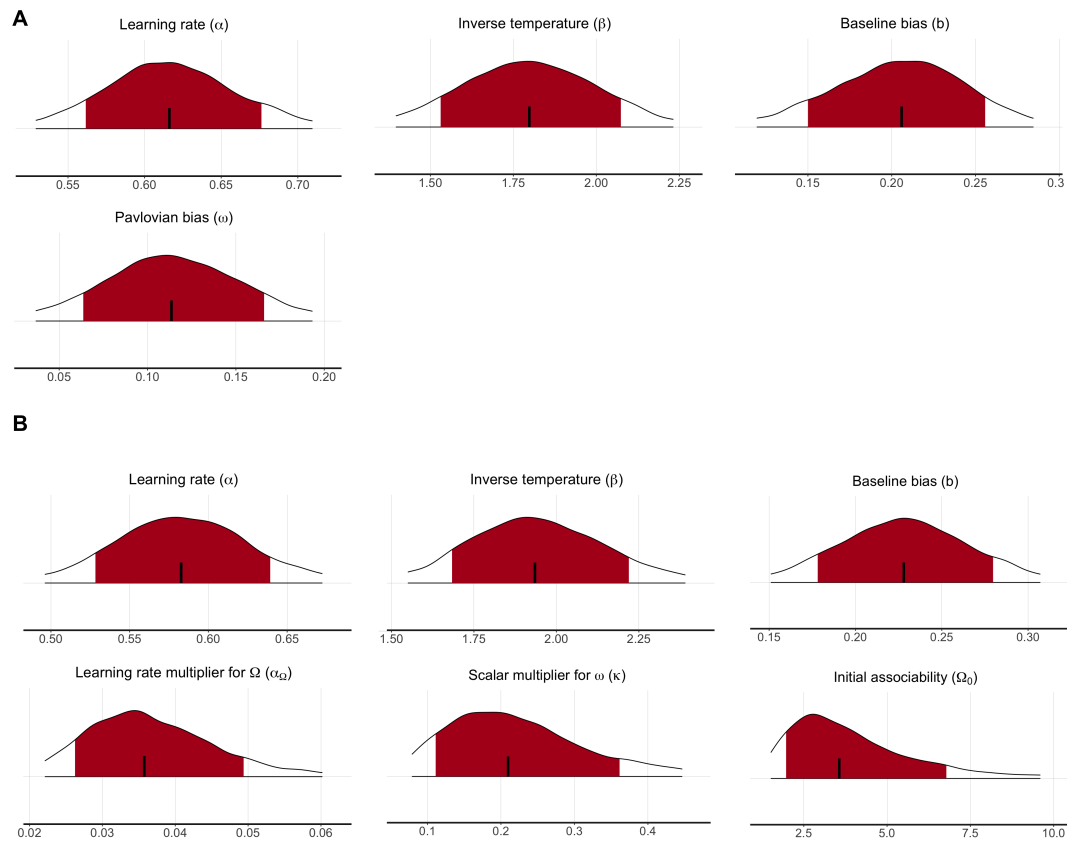 A
Learning rate (α) Inverse temperature (β) Baseline bias (b)
0.55 0.60 0.65 0.70 1.50 1.75 2.00 2.25 0.15 0.20 0.25 0.3
Pavlovian bias (ω)
0.05 0.10 0.15 0.20
B
Learning rate (α) Inverse temperature (β) Baseline bias (b)
0.50 0.55 0.60 0.65 1.50 1.75 2.00 2.25 0.15 0.20 0.25 0.30
Learning rate multiplier for Ω (αΩ) Scalar multiplier for ω (κ) Initial associability (Ω0)
0.02 0.03 0.04 0.05 0.06 0.1 0.2 0.3 0.4 2.5 5.0 7.5 10.0